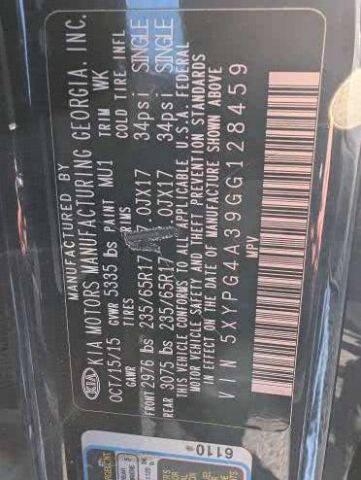 MANUFACTURED BY
KIA MOTORS MANUFACTURING GEORGIA. INC.
KIA
OCT/15/15 GVWR 5335 lbs PAINT MU1 TRIM WK
GAWR TIRES RIMS COLD TIRE INFL
FRONT 2976 lbs 235/65R17 7.0JX17 34psi SINGLE
REAR 3075 lbs 235/65R17 7.0JX17 34psi SINGLE
THIS VEHICLE CONFORMS TO ALL APPLICABLE U.S.A. FEDERAL
MOTOR VEHICLE SAFETY AND THEFT PREVENTION STANDARDS
IN EFFECT ON THE DATE OF MANUFACTURE SHOWN ABOVE
VIN 5XYPG4A39GG128459
MPV
6110